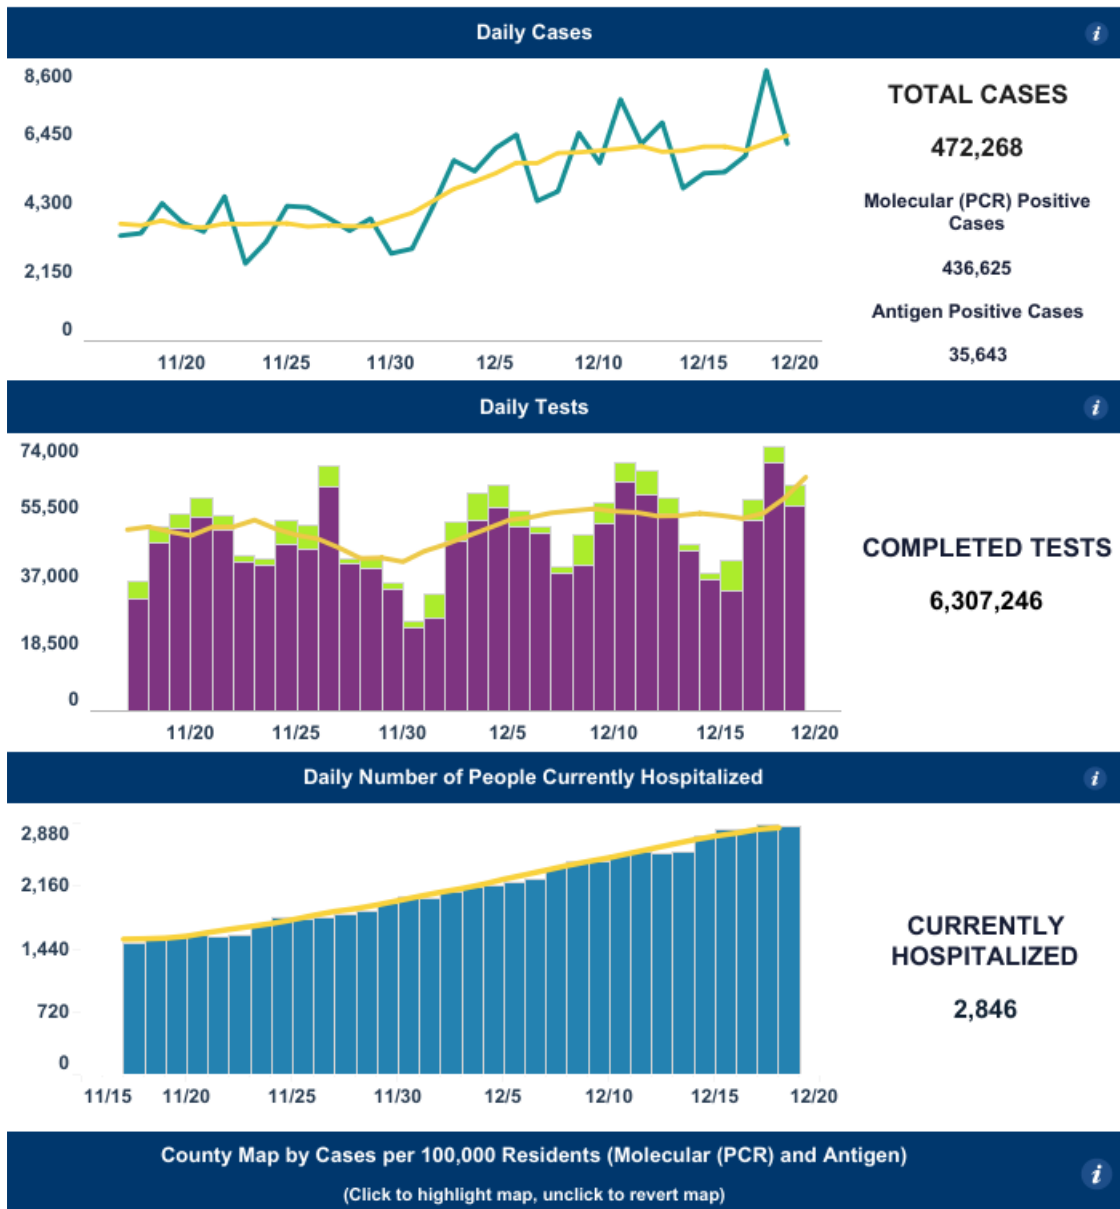 Daily Cases
i
8,600
6,450
4,300
2,150
0
11/20 11/25 11/30 12/5 12/10 12/15 12/20
TOTAL CASES
472,268
Molecular (PCR) Positive
Cases
436,625
Antigen Positive Cases
35,643
Daily Tests
i
74,000
55,500
37,000
18,500
0
11/20 11/25 11/30 12/5 12/10 12/15 12/20
COMPLETED TESTS
6,307,246
Daily Number of People Currently Hospitalized
i
2,880
2,160
1,440
720
0
11/15 11/20 11/25 11/30 12/5 12/10 12/15 12/20
CURRENTLY
HOSPITALIZED
2,846
County Map by Cases per 100,000 Residents (Molecular (PCR) and Antigen)
(Click to highlight map, unclick to revert map)
i